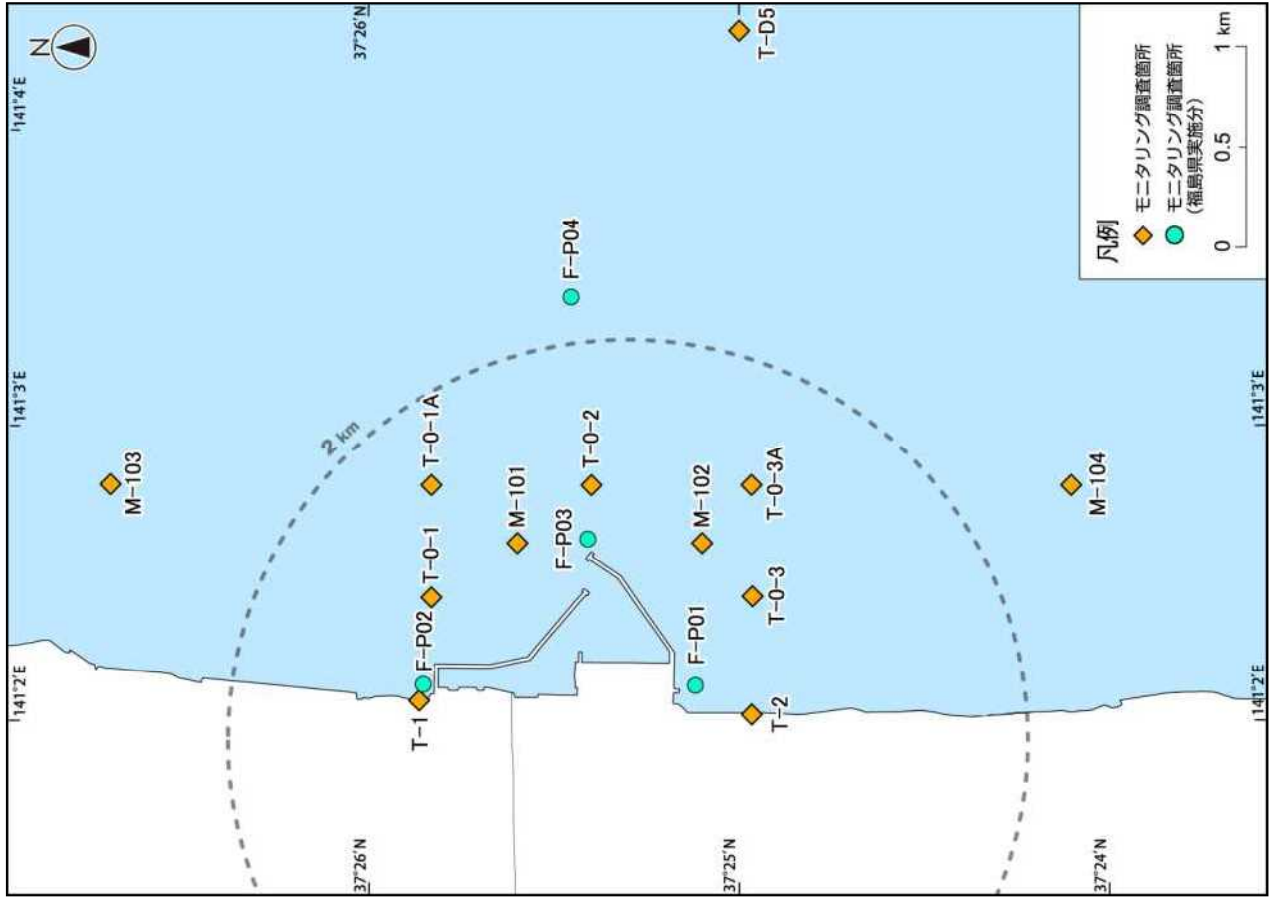 N
141°2′E
141°3′E
141°4′E
37°26′N
37°26′N
37°25′N
37°24′N
141°2′E
141°3′E
2 km
M-103
T-0-1A
T-0-1
F-P02
T-1
M-101
F-P04
T-0-2
F-P03
M-102
F-P01
T-0-3A
T-0-3
T-2
T-D5
M-104
凡例
モニタリング調査箇所
モニタリング調査箇所
（福島県実施分）
0 0.5 1 km